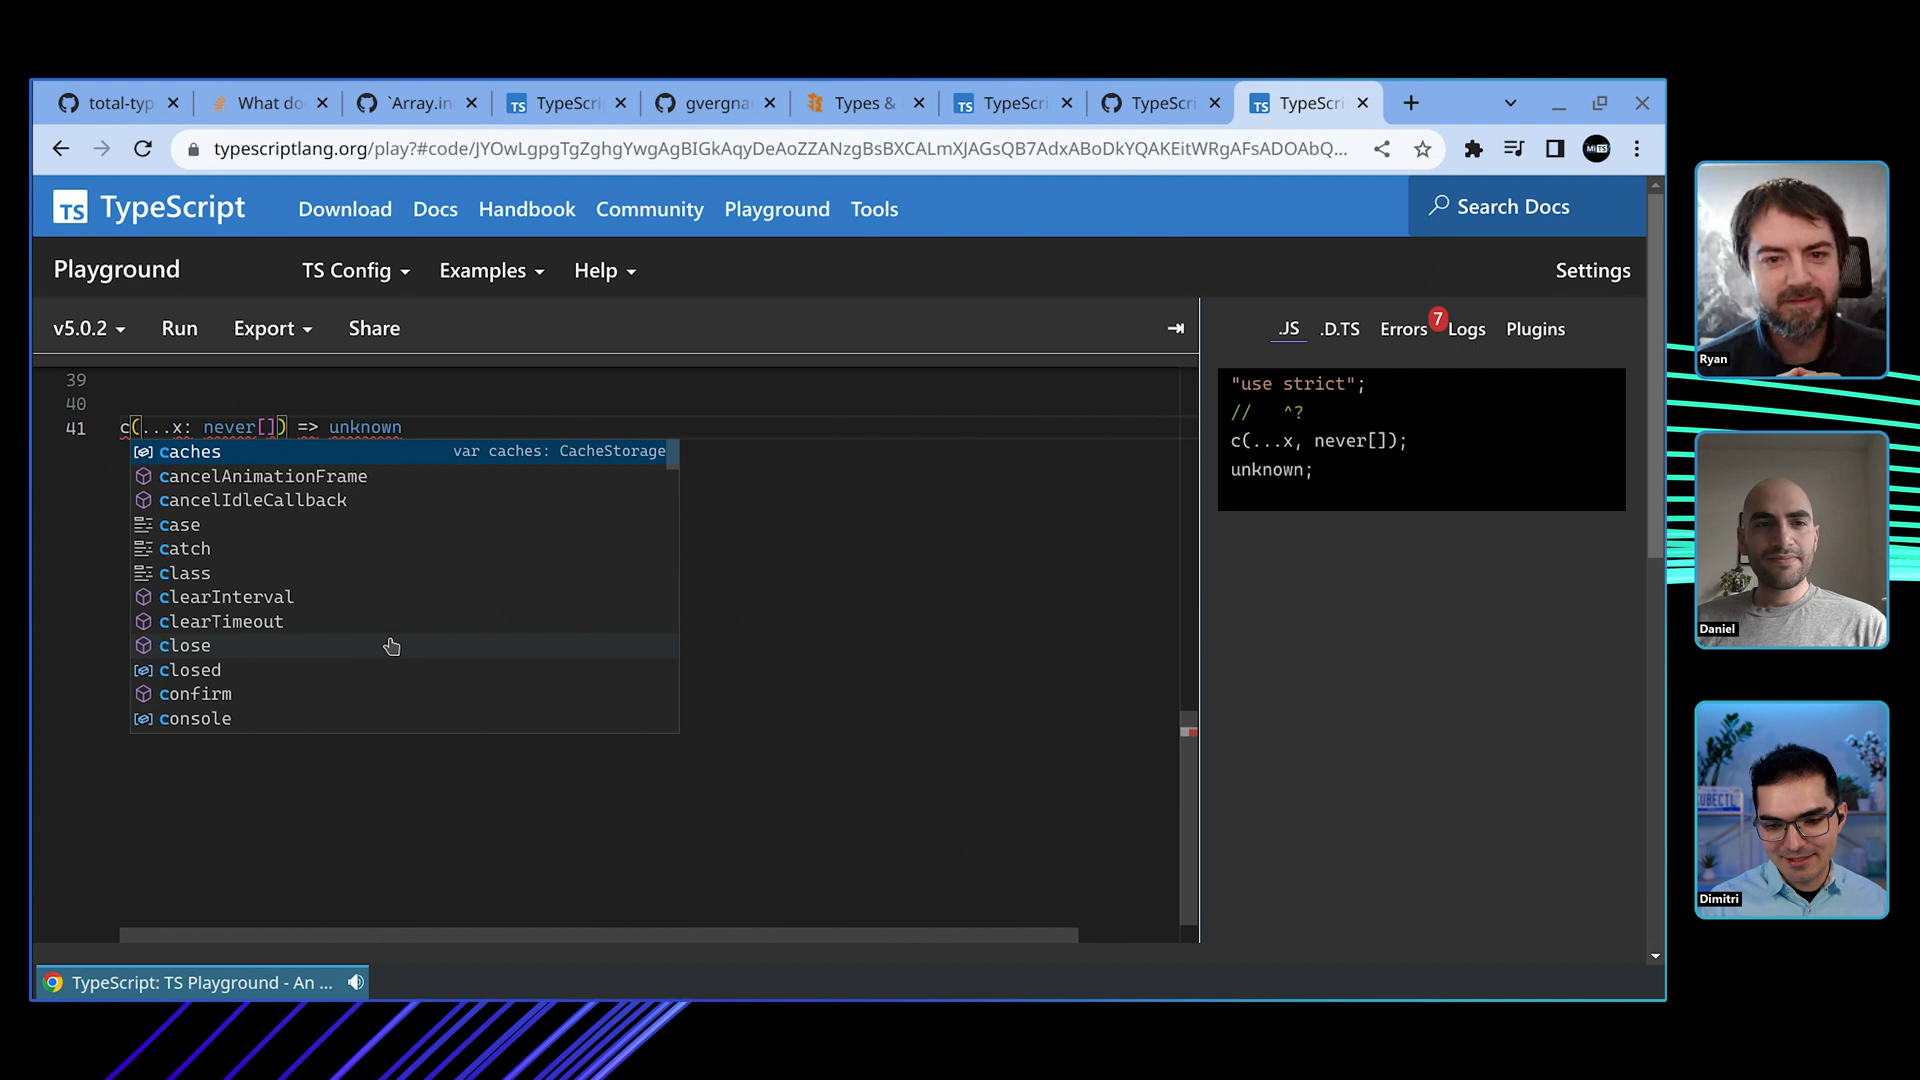 total-typ
What do
`Array.in
TypeScri
gvergna
Types &
TypeScri
TypeScri
TypeScri
typescriptlang.org/play?#code/JYOwLgpgTgZghgYwgAgBIGkAqyDeAoZZANzgBsBXCALmXJAGsQB7AdxABoDkYQAKEitWRgAFsADOAbQ...
TS TypeScript
Download Docs Handbook Community Playground Tools
Search Docs
Playground
TS Config Examples Help
Settings
v5.0.2 Run Export Share
.JS .D.TS Errors 7 Logs Plugins
39
40
41 c(...x: never[]) => unknown
caches var caches: CacheStorage
cancelAnimationFrame
cancelIdleCallback
case
catch
class
clearInterval
clearTimeout
close
closed
confirm
console
"use strict";
// ^?
c(...x, never[]);
unknown;
Ryan
Daniel
KUBECTL
Dimitri
TypeScript: TS Playground - An ...